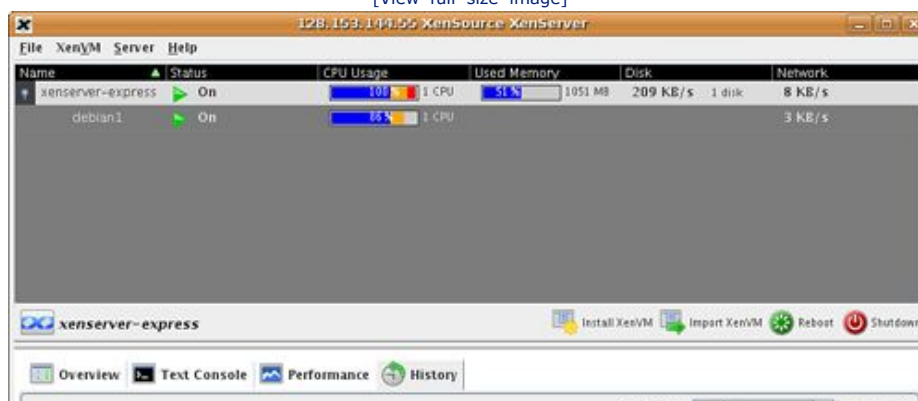 [View full size image]
128.153.144.55 XenSource XenServer
File XenVM Server Help
Name Status CPU Usage Used Memory Disk Network
xenserver-express On 100% 1 CPU 51% 1051 MB 209 KB/s 1 disk 8 KB/s
debian1 On 86% 1 CPU 3 KB/s
xenserver-express Install XenVM Import XenVM Reboot Shutdown
Overview Text Console Performance History